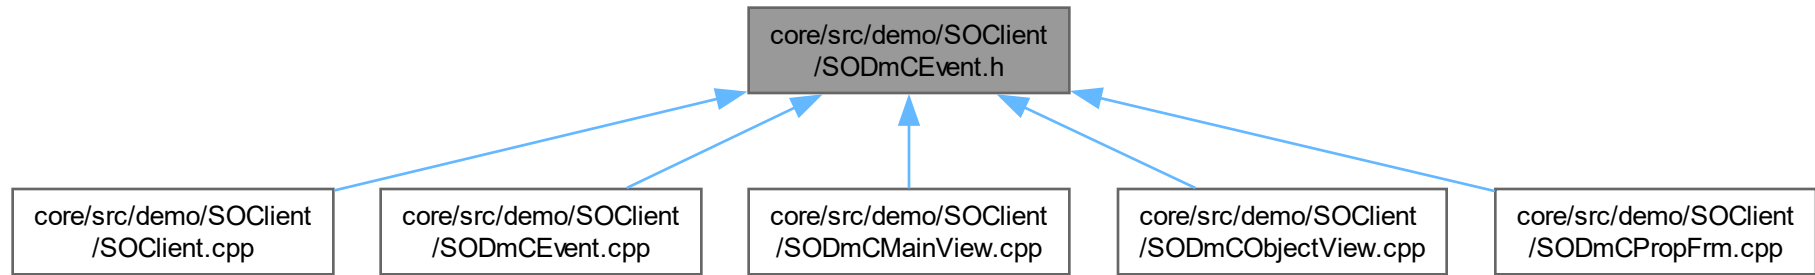 core/src/demo/SOClient
/SODmCEvent.h
core/src/demo/SOClient
/SOClient.cpp
core/src/demo/SOClient
/SODmCEvent.cpp
core/src/demo/SOClient
/SODmCMainView.cpp
core/src/demo/SOClient
/SODmCObjectView.cpp
core/src/demo/SOClient
/SODmCPropFrm.cpp